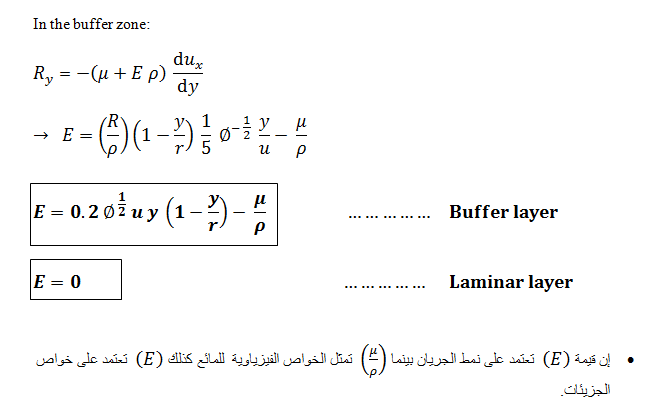 In the buffer zone:
R_y = −(μ + E ρ) du_x/dy
→ E = (R/ρ)(1 − y/r) 1/5 Ø^(−1/2) y/u − μ/ρ
E = 0.2 Ø^(1/2) u y (1 − y/r) − μ/ρ ... ... ... ... ... Buffer layer
E = 0 ... ... ... ... ... Laminar layer
• إن قيمة (E) تعتمد على نمط الجريان بينما (μ/ρ) تمثل الخواص الفيزياوية للمائع كذلك (E) تعتمد على خواص
الجزيئات.